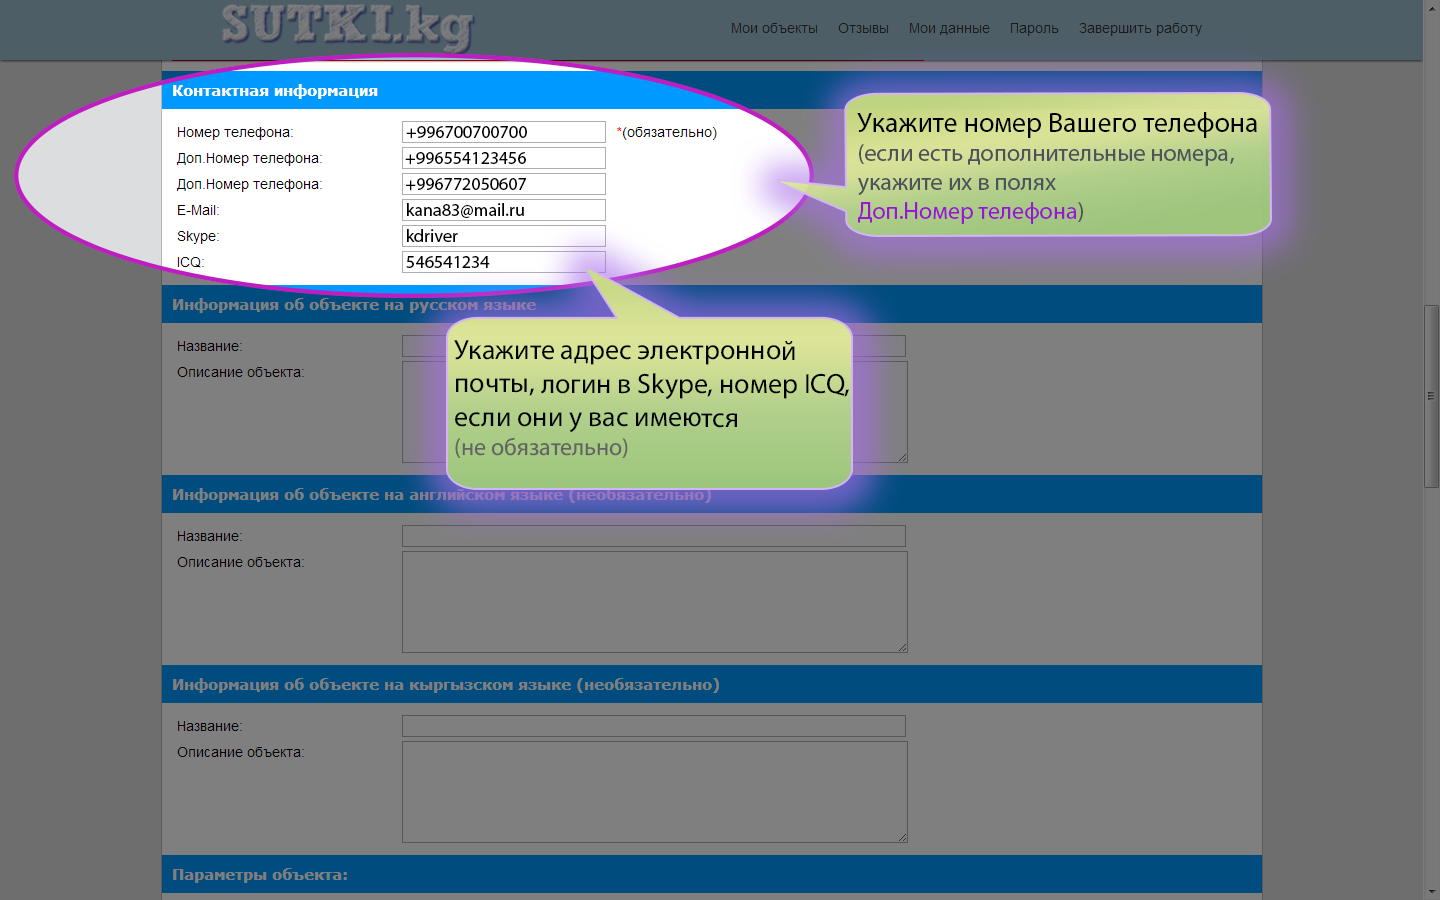 SUTKI.kg
Мои объекты Отзывы Мои данные Пароль Завершить работу
Контактная информация
Номер телефона: +996700700700 *(обязательно)
Доп.Номер телефона: +996554123456
Доп.Номер телефона: +996772050607
E-Mail: kana83@mail.ru
Skype: kdriver
ICQ: 546541234
Укажите номер Вашего телефона
(если есть дополнительные номера,
укажите их в полях
Доп.Номер телефона)
Информация об объекте на русском языке
Название:
Описание объекта:
Укажите адрес электронной
почты, логин в Skype, номер ICQ,
если они у вас имеются
(не обязательно)
Информация об объекте на английском языке (необязательно)
Название:
Описание объекта:
Информация об объекте на кыргызском языке (необязательно)
Название:
Описание объекта:
Параметры объекта: